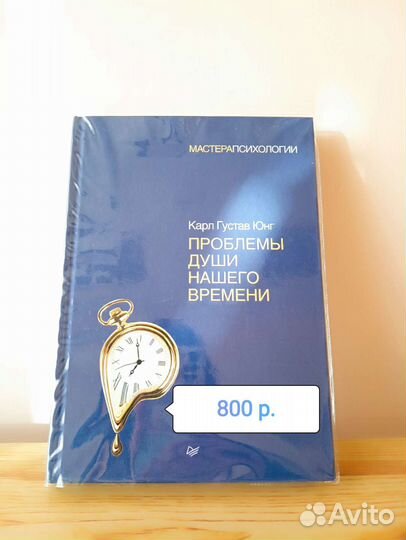 МАСТЕРАПСИХОЛОГИИ
Карл Густав Юнг
ПРОБЛЕМЫ
ДУШИ
НАШЕГО
ВРЕМЕНИ
800 р.
Avito